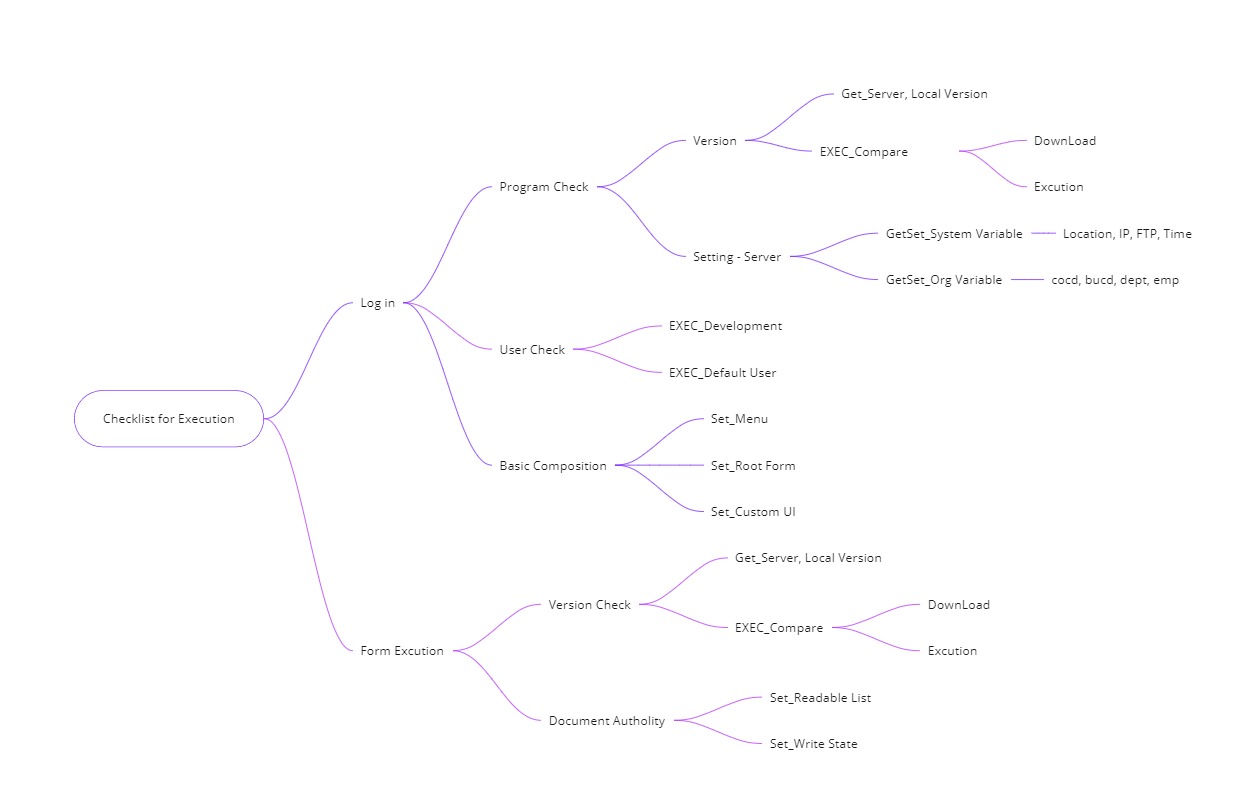 Get_Server, Local Version
Version
DownLoad
EXEC_Compare
Program Check
Excution
GetSet_System Variable
Location, IP, FTP, Time
Setting - Server
GetSet_Org Variable
cocd, bucd, dept, emp
Log in
EXEC_Development
User Check
EXEC_Default User
Checklist for Execution
Set_Menu
Basic Composition
Set_Root Form
Set_Custom UI
Get_Server, Local Version
Version Check
DownLoad
EXEC_Compare
Form Excution
Excution
Set_Readable List
Document Autholity
Set_Write State